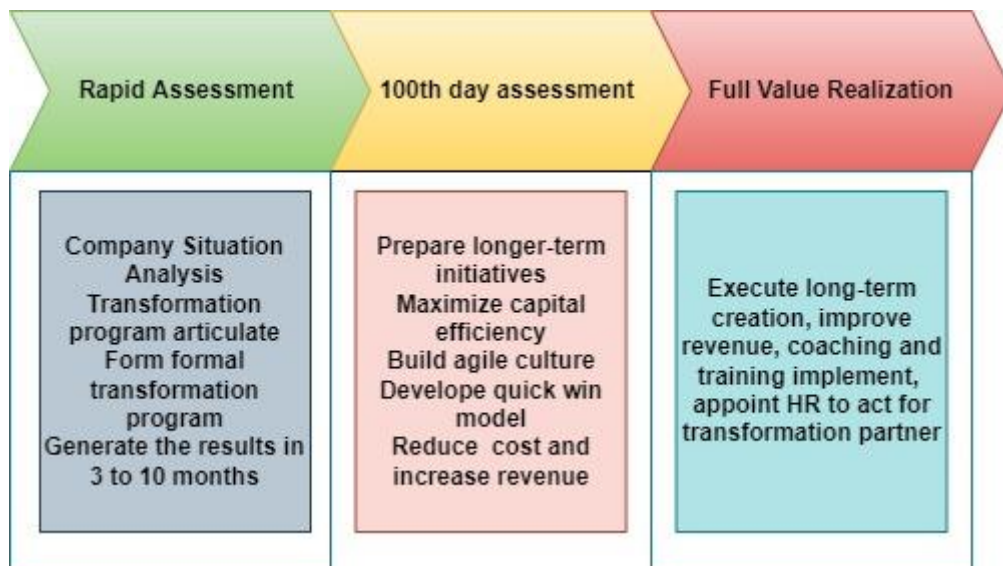 Rapid Assessment
100th day assessment
Full Value Realization
Company Situation
Analysis
Transformation
program articulate
Form formal
transformation
program
Generate the results in
3 to 10 months
Prepare longer-term
initiatives
Maximize capital
efficiency
Build agile culture
Develope quick win
model
Reduce cost and
increase revenue
Execute long-term
creation, improve
revenue, coaching and
training implement,
appoint HR to act for
transformation partner